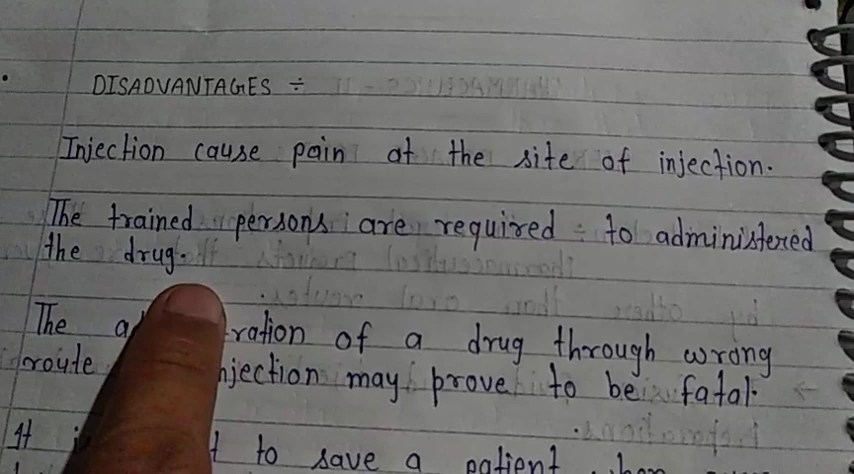 DISADVANTAGES ÷
Injection cause pain at the site of injection.
The trained persons are required to administered
the drug.
The ration of a drug through wrong
route njection may prove to be fatal.
It t to save a patient